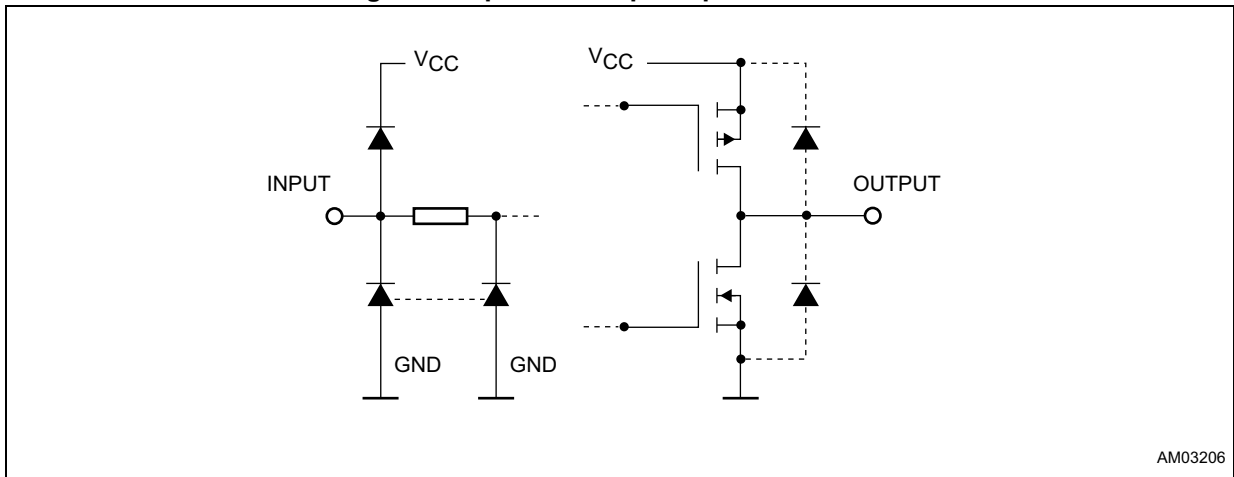 VCC
VCC
INPUT
OUTPUT
GND
GND
AM03206